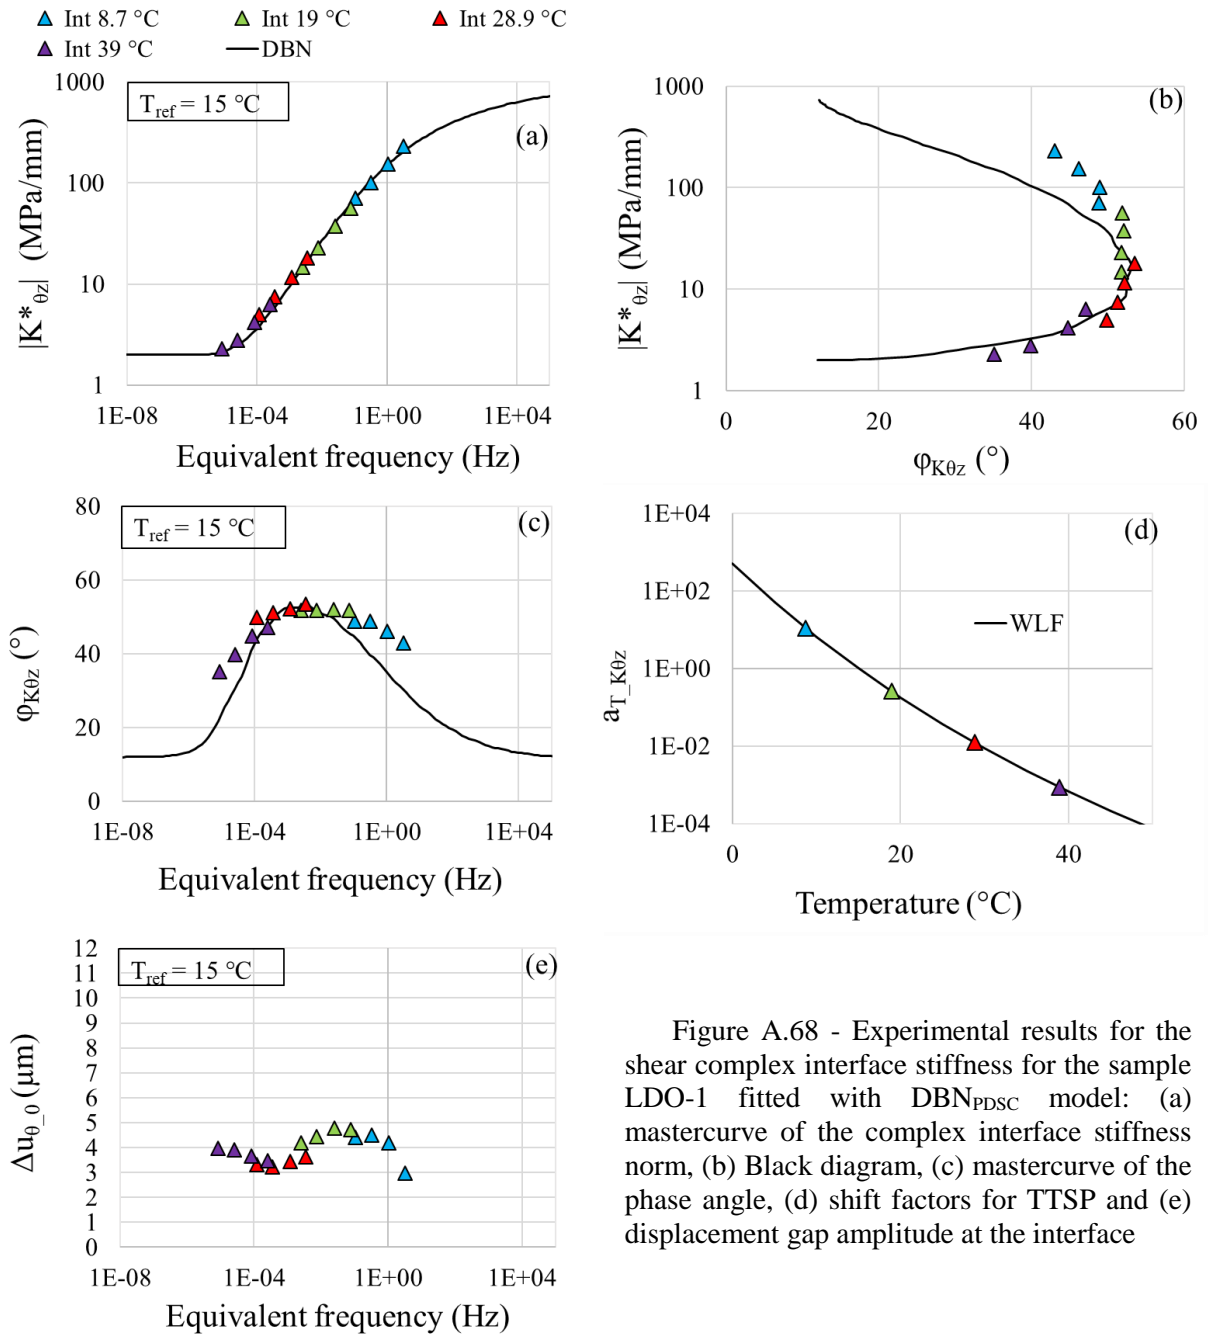 Int 8.7 °C Int 19 °C Int 28.9 °C
Int 39 °C DBN
1000
100
10
1
|K*θz| (MPa/mm)
Tref = 15 °C
(a)
1E-08 1E-04 1E+00 1E+04
Equivalent frequency (Hz)
1000
100
10
1
|K*θz| (MPa/mm)
(b)
0 20 40 60
φKθz (°)
80
60
40
20
0
φKθz (°)
Tref = 15 °C
(c)
1E-08 1E-04 1E+00 1E+04
Equivalent frequency (Hz)
1E+04
1E+02
1E+00
1E-02
1E-04
aT_Kθz
(d)
WLF
0 20 40
Temperature (°C)
12
11
10
9
8
7
6
5
4
3
2
1
0
Δuθ_0 (μm)
Tref = 15 °C
(e)
1E-08 1E-04 1E+00 1E+04
Equivalent frequency (Hz)
Figure A.68 - Experimental results for the
shear complex interface stiffness for the sample
LDO-1 fitted with DBNPDSC model: (a)
mastercurve of the complex interface stiffness
norm, (b) Black diagram, (c) mastercurve of the
phase angle, (d) shift factors for TTSP and (e)
displacement gap amplitude at the interface